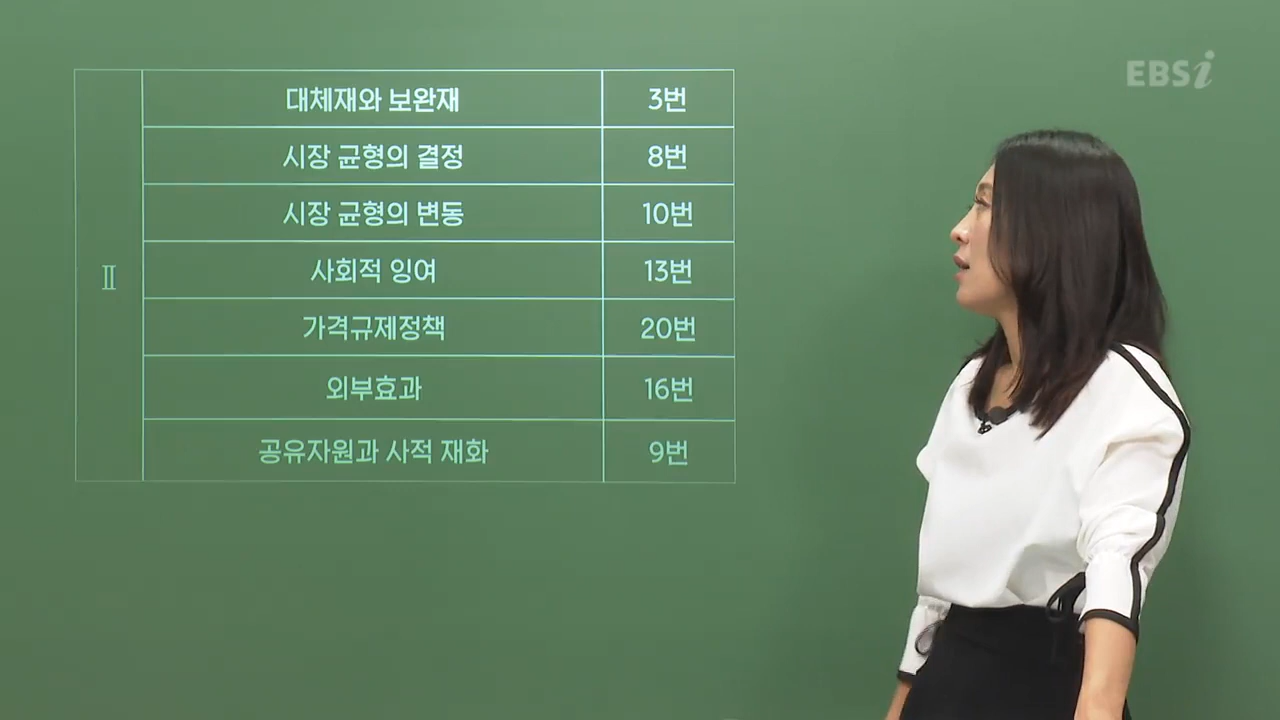 EBSi
Ⅱ
대체재와 보완재 3번
시장 균형의 결정 8번
시장 균형의 변동 10번
사회적 잉여 13번
가격규제정책 20번
외부효과 16번
공유자원과 사적 재화 9번